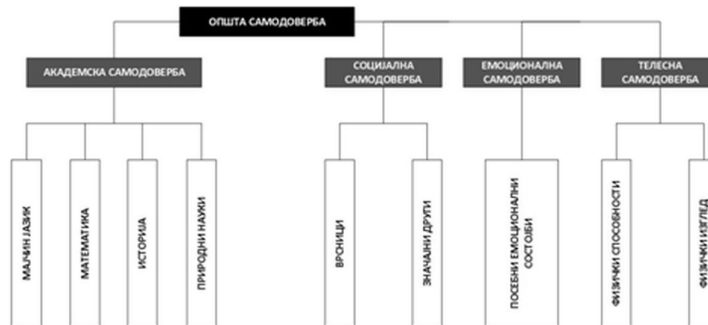 ОПШТА САМОДОВЕРБА
АКАДЕМСКА САМОДОВЕРБА
СОЦИЈАЛНА
САМОДОВЕРБА
ЕМОЦИОНАЛНА
САМОДОВЕРБА
ТЕЛЕСНА
САМОДОВЕРБА
МАЈЧИН ЈАЗИК
МАТЕМАТИКА
ИСТОРИЈА
ПРИРОДНИ НАУКИ
ВРСНИЦИ
ЗНАЧАЈНИ ДРУГИ
ПОСЕБНИ ЕМОЦИОНАЛНИ
СОСТОЈБИ
ФИЗИЧКИ СПОСОБНОСТИ
ФИЗИЧКИ ИЗГЛЕД